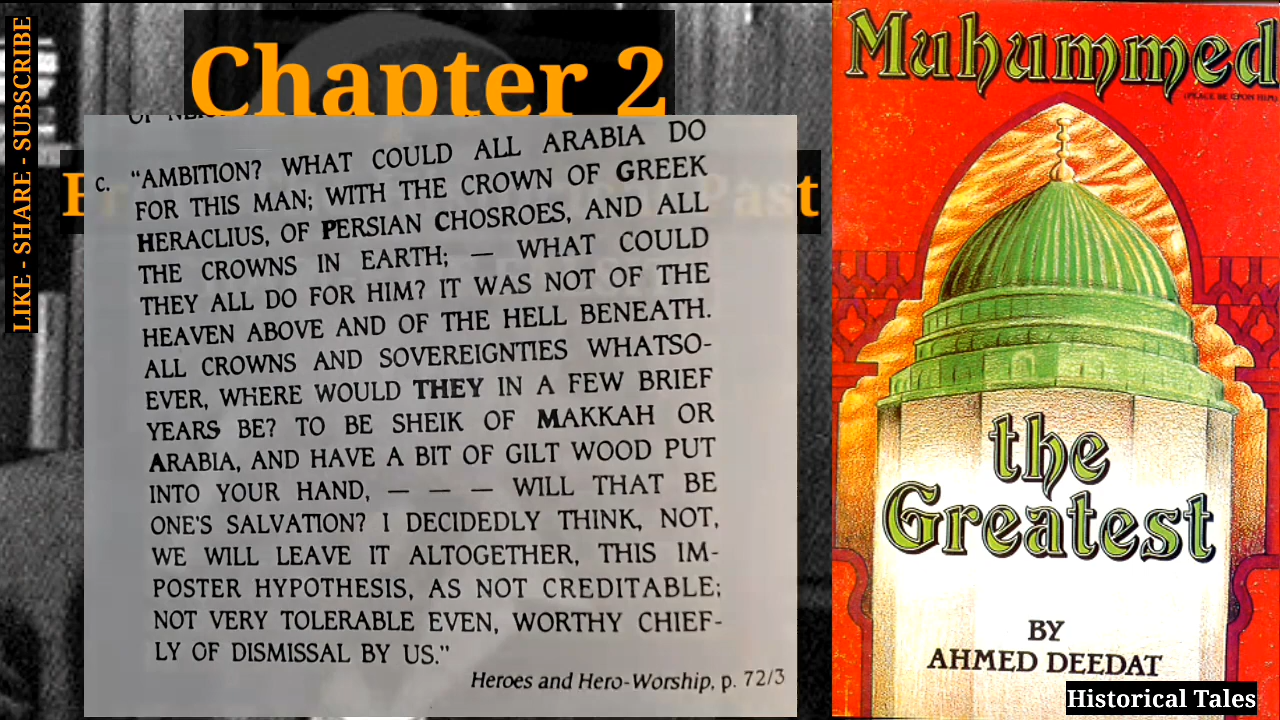 LIKE - SHARE - SUBSCRIBE
Chapter 2
Past
c. "AMBITION? WHAT COULD ALL ARABIA DO
FOR THIS MAN; WITH THE CROWN OF GREEK
HERACLIUS, OF PERSIAN CHOSROES, AND ALL
THE CROWNS IN EARTH; — WHAT COULD
THEY ALL DO FOR HIM? IT WAS NOT OF THE
HEAVEN ABOVE AND OF THE HELL BENEATH.
ALL CROWNS AND SOVEREIGNTIES WHATSO-
EVER, WHERE WOULD THEY IN A FEW BRIEF
YEARS BE? TO BE SHEIK OF MAKKAH OR
ARABIA, AND HAVE A BIT OF GILT WOOD PUT
INTO YOUR HAND, — — — WILL THAT BE
ONE'S SALVATION? I DECIDEDLY THINK, NOT,
WE WILL LEAVE IT ALTOGETHER, THIS IM-
POSTER HYPOTHESIS, AS NOT CREDITABLE;
NOT VERY TOLERABLE EVEN, WORTHY CHIEF-
LY OF DISMISSAL BY US."
Heroes and Hero-Worship, p. 72/3
Muhummed
(PEACE BE UPON HIM)
the
Greatest
BY
AHMED DEEDAT
Historical Tales